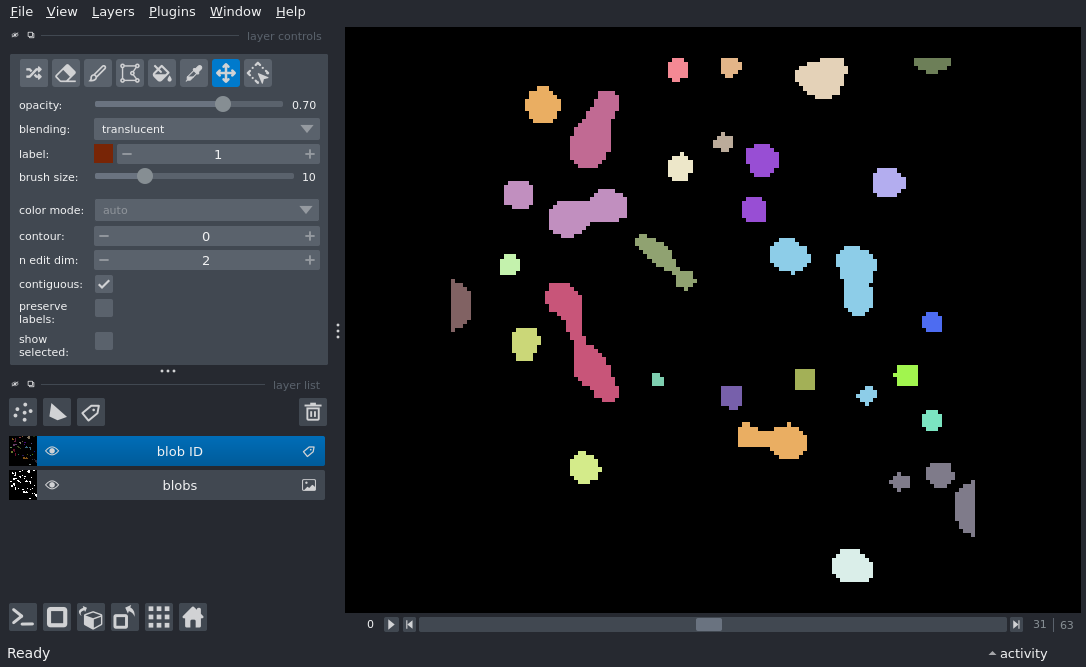 File View Layers Plugins Window Help
layer controls
opacity: 0.70
blending: translucent
label: 1
brush size: 10
color mode: auto
contour: 0
n edit dim: 2
contiguous:
preserve
labels:
show
selected:
layer list
blob ID
blobs
0 31 | 63
Ready activity